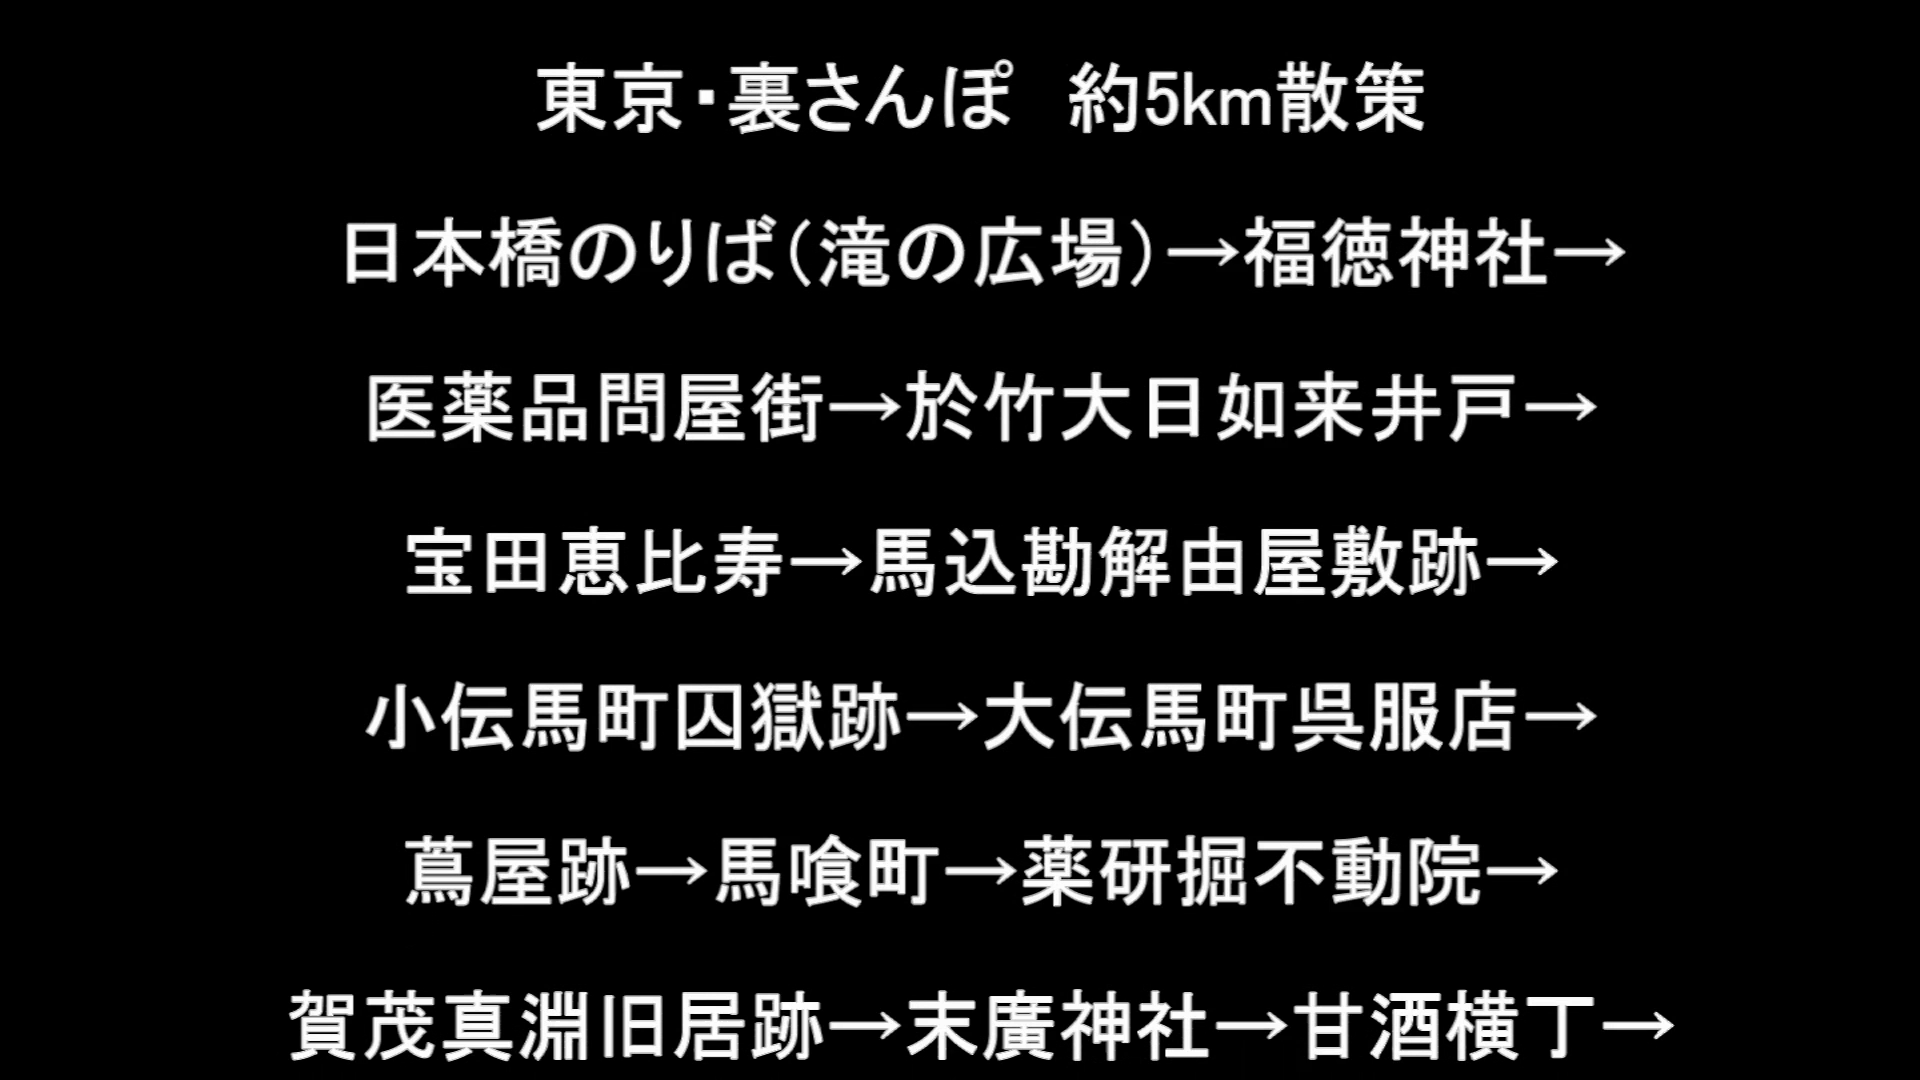 東京・裏さんぽ　約5km散策
日本橋のりば（滝の広場）→福徳神社→
医薬品問屋街→於竹大日如来井戸→
宝田恵比寿→馬込勘解由屋敷跡→
小伝馬町囚獄跡→大伝馬町呉服店→
蔦屋跡→馬喰町→薬研掘不動院→
賀茂真淵旧居跡→末廣神社→甘酒横丁→